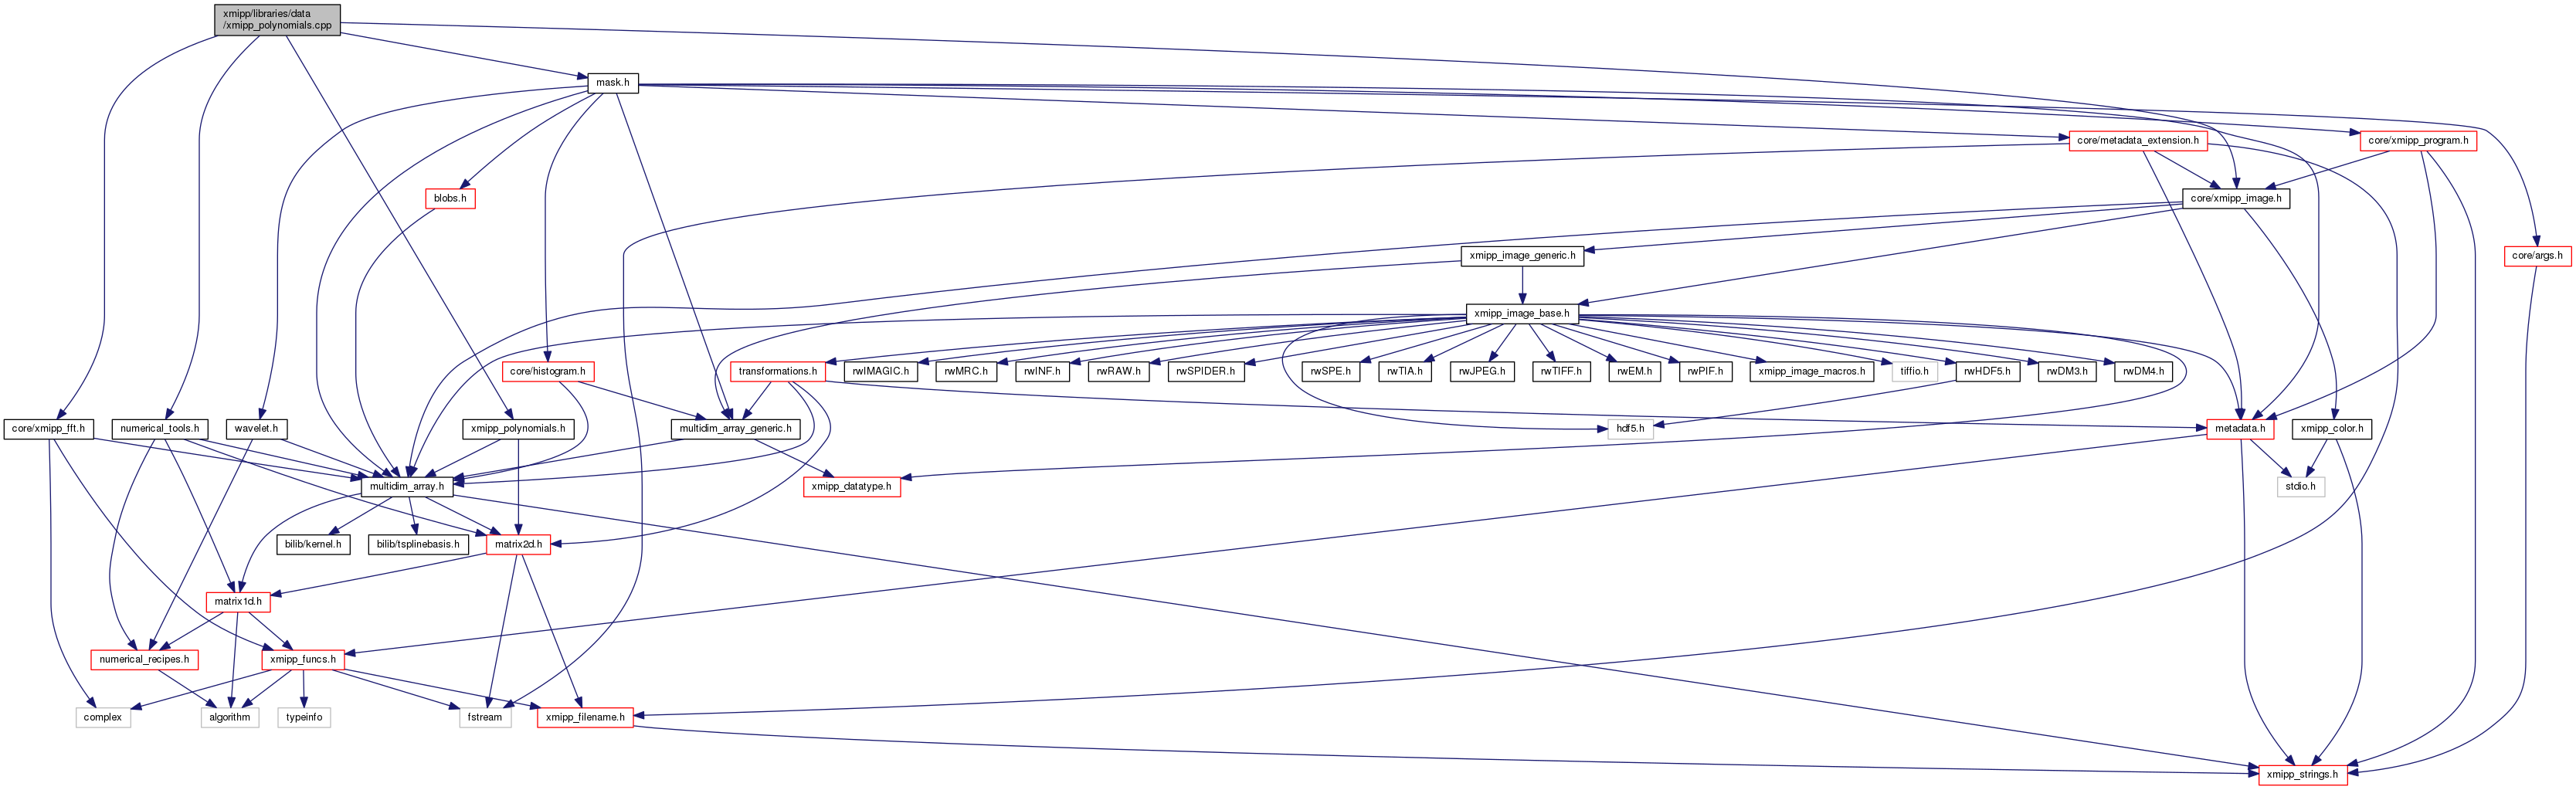 xmipp/libraries/data
/xmipp_polynomials.cpp
mask.h
core/metadata_extension.h
core/xmipp_program.h
blobs.h
core/xmipp_image.h
xmipp_image_generic.h
core/args.h
xmipp_image_base.h
core/histogram.h
transformations.h
rwIMAGIC.h
rwMRC.h
rwINF.h
rwRAW.h
rwSPIDER.h
rwSPE.h
rwTIA.h
rwJPEG.h
rwTIFF.h
rwEM.h
rwPIF.h
xmipp_image_macros.h
tiffio.h
rwHDF5.h
rwDM3.h
rwDM4.h
core/xmipp_fft.h
numerical_tools.h
wavelet.h
xmipp_polynomials.h
multidim_array_generic.h
hdf5.h
metadata.h
xmipp_color.h
multidim_array.h
xmipp_datatype.h
stdio.h
bilib/kernel.h
bilib/tsplinebasis.h
matrix2d.h
matrix1d.h
numerical_recipes.h
xmipp_funcs.h
complex
algorithm
typeinfo
fstream
xmipp_filename.h
xmipp_strings.h